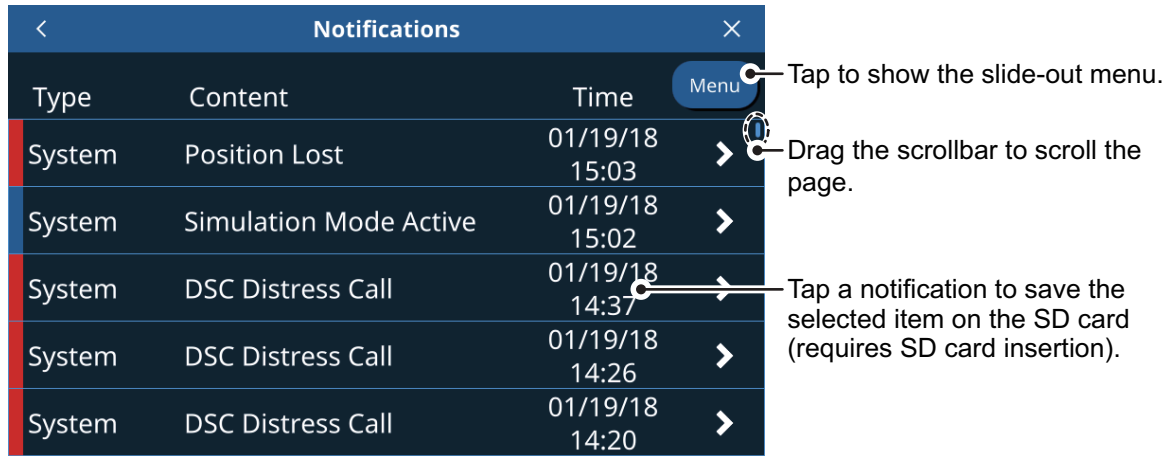 Notifications
Menu
Tap to show the slide-out menu.
Type Content Time
System Position Lost 01/19/18
15:03
Drag the scrollbar to scroll the
page.
System Simulation Mode Active 01/19/18
15:02
System DSC Distress Call 01/19/18
14:37
Tap a notification to save the
selected item on the SD card
(requires SD card insertion).
System DSC Distress Call 01/19/18
14:26
System DSC Distress Call 01/19/18
14:20